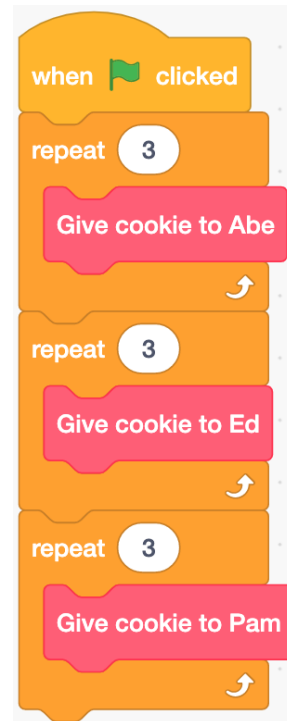 when clicked
repeat 3
Give cookie to Abe
repeat 3
Give cookie to Ed
repeat 3
Give cookie to Pam